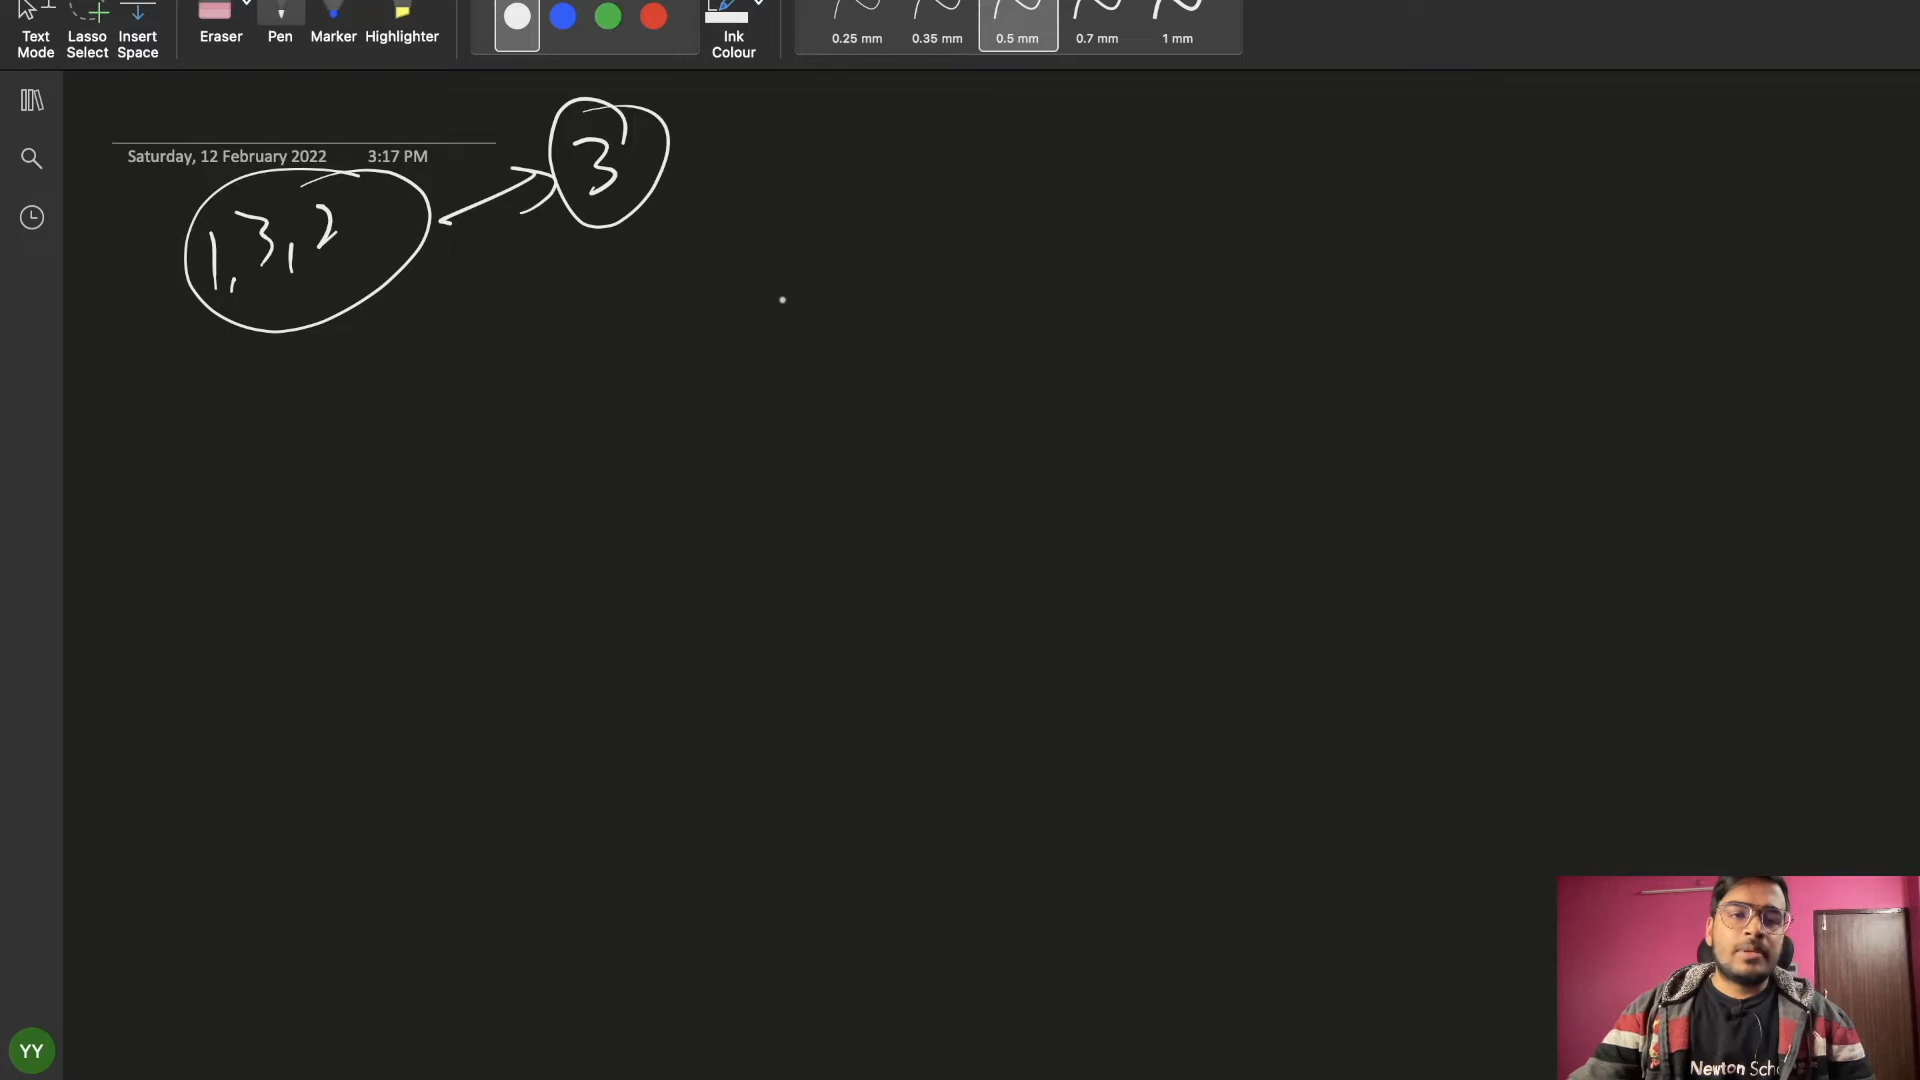 Text Mode
Lasso Select
Insert Space
Eraser
Pen
Marker
Highlighter
Ink Colour
0.25 mm
0.35 mm
0.5 mm
0.7 mm
1 mm
Saturday, 12 February 2022 3:17 PM
3
1,3,2
YY
Newton Sch